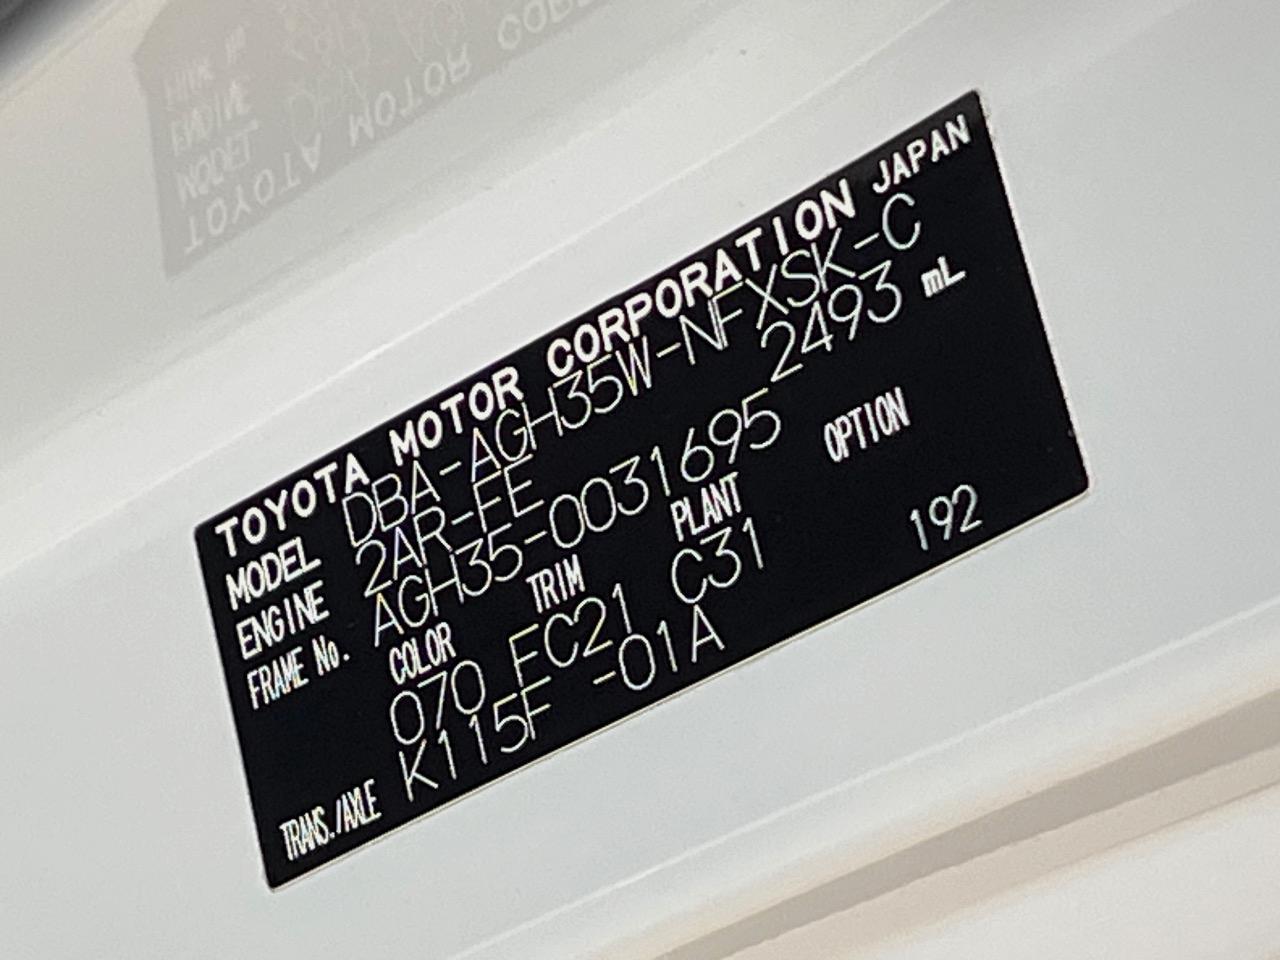 TOYOTA MOTOR CORPORATION JAPAN
MODEL DBA-AGH35W-NFXSK-C
ENGINE 2AR-FE 2493 mL
FRAME No. AGH35-0031695
COLOR TRIM PLANT OPTION
070 FC21 C31 192
TRANS./AXLE K115F -01A